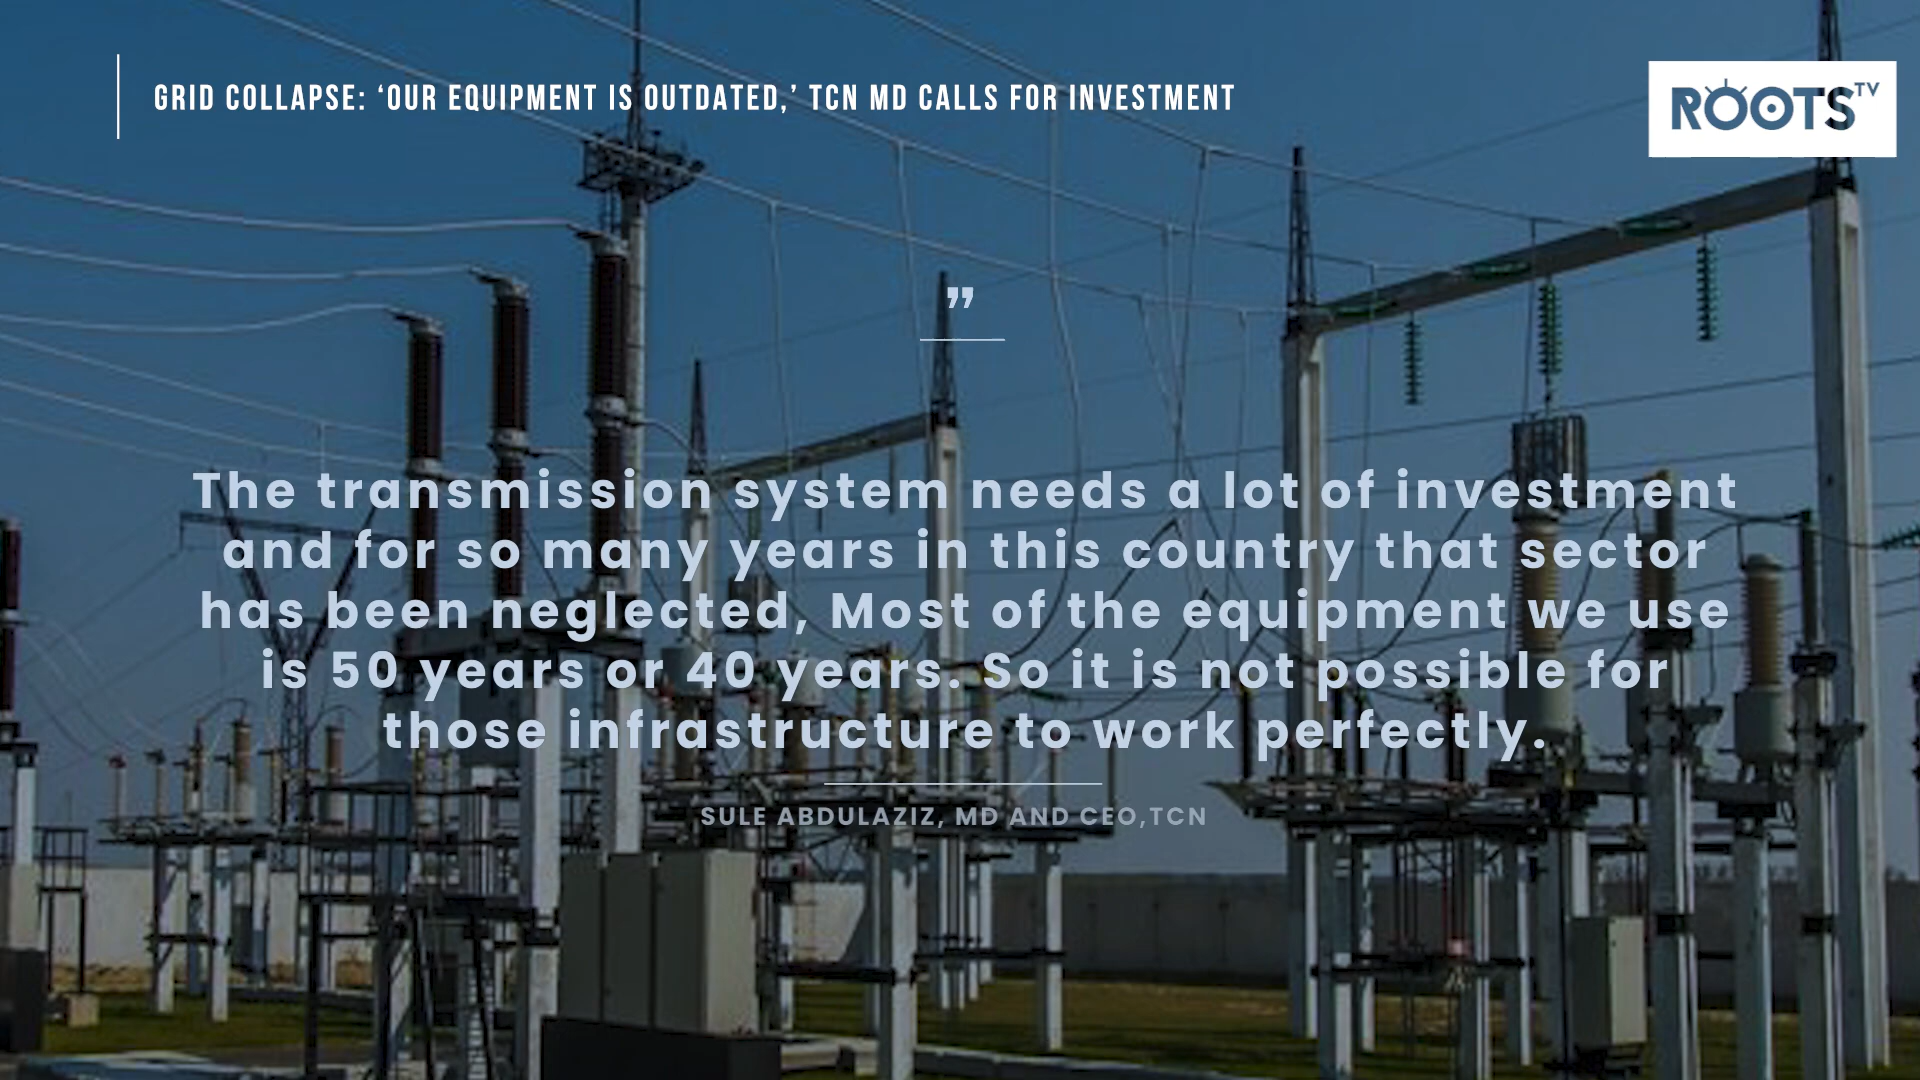 GRID COLLAPSE: ‘OUR EQUIPMENT IS OUTDATED,’ TCN MD CALLS FOR INVESTMENT
ROOTS TV
”
The transmission system needs a lot of investment
and for so many years in this country that sector
has been neglected, Most of the equipment we use
is 50 years or 40 years. So it is not possible for
those infrastructure to work perfectly.
SULE ABDULAZIZ, MD AND CEO,TCN